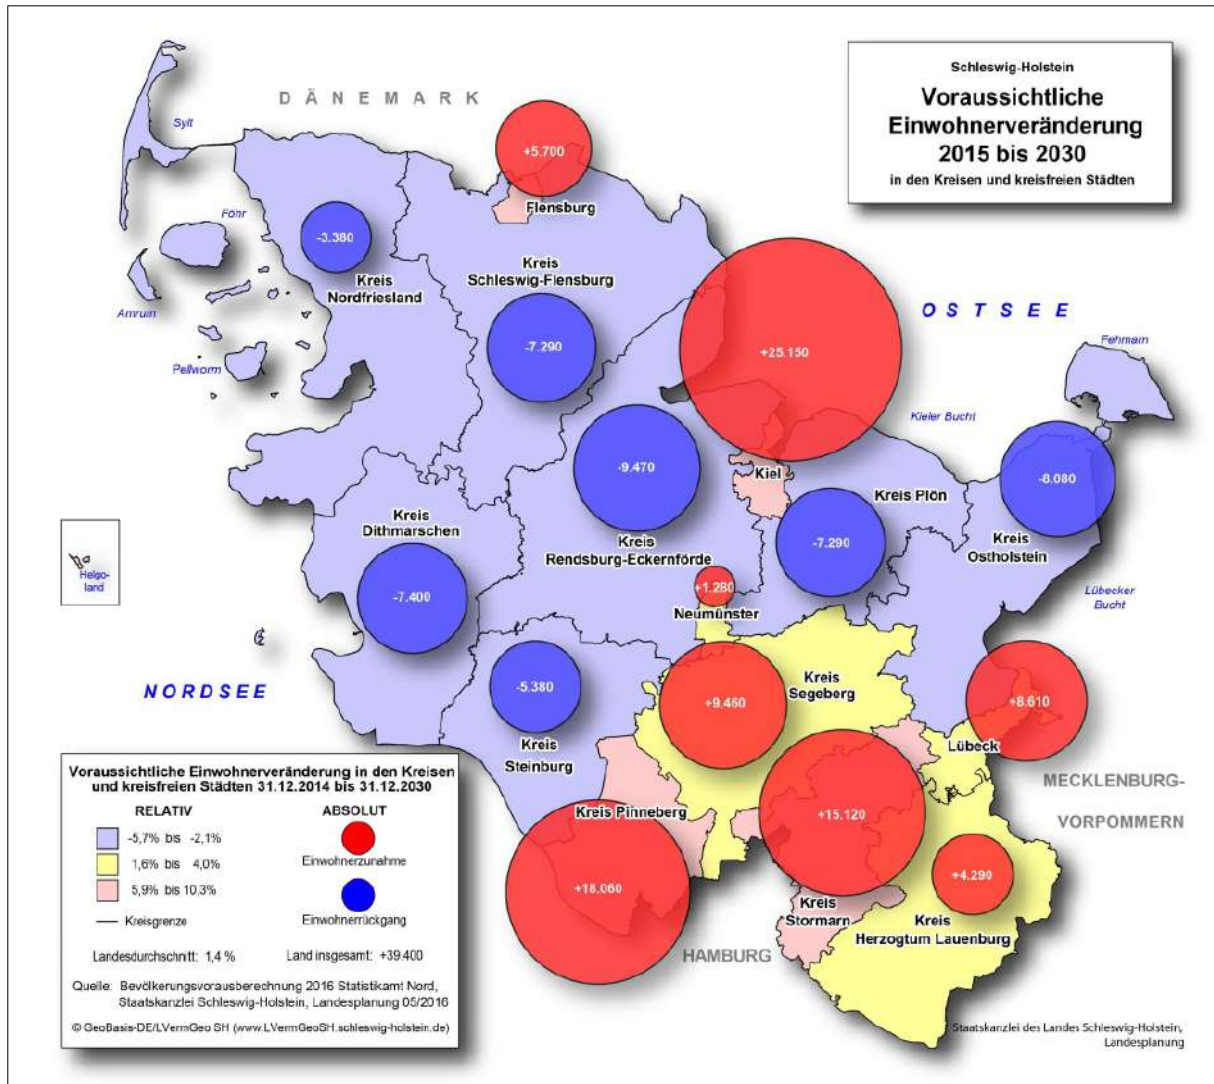 Schleswig-Holstein
Voraussichtliche
Einwohnerveränderung
2015 bis 2030
in den Kreisen und kreisfreien Städten
DÄNEMARK
Sylt
+5.700
Flensburg
Föhr
-3.380
Kreis
Nordfriesland
Kreis
Schleswig-Flensburg
Amrum
OSTSEE
-7.290
+25.150
Fehmarn
Pellworm
Kieler Bucht
-9.470
Kiel
-8.080
Kreis Plön
Kreis
Dithmarschen
Kreis
Rendsburg-Eckernförde
-7.290
Kreis
Ostholstein
Helgo-
land
-7.400
+1.280
Neumünster
Lübecker
Bucht
NORDSEE
-5.380
Kreis
Steinburg
Kreis
Segeberg
+9.460
+8.610
Lübeck
MECKLENBURG-
VORPOMMERN
Kreis Pinneberg
+15.120
+18.060
+4.290
Kreis
Stormarn
Kreis
Herzogtum Lauenburg
HAMBURG
Voraussichtliche Einwohnerveränderung in den Kreisen
und kreisfreien Städten 31.12.2014 bis 31.12.2030
RELATIV
-5,7% bis -2,1%
1,6% bis 4,0%
5,9% bis 10,3%
Kreisgrenze
ABSOLUT
Einwohnerzunahme
Einwohnerrückgang
Landesdurchschnitt: 1,4 %
Land insgesamt: +39.400
Quelle: Bevölkerungsvorausberechnung 2016 Statistikamt Nord,
Staatskanzlei Schleswig-Holstein, Landesplanung 05/2016
© GeoBasis-DE/LVermGeo SH (www.LVermGeoSH.schleswig-holstein.de)
Staatskanzlei des Landes Schleswig-Holstein,
Landesplanung